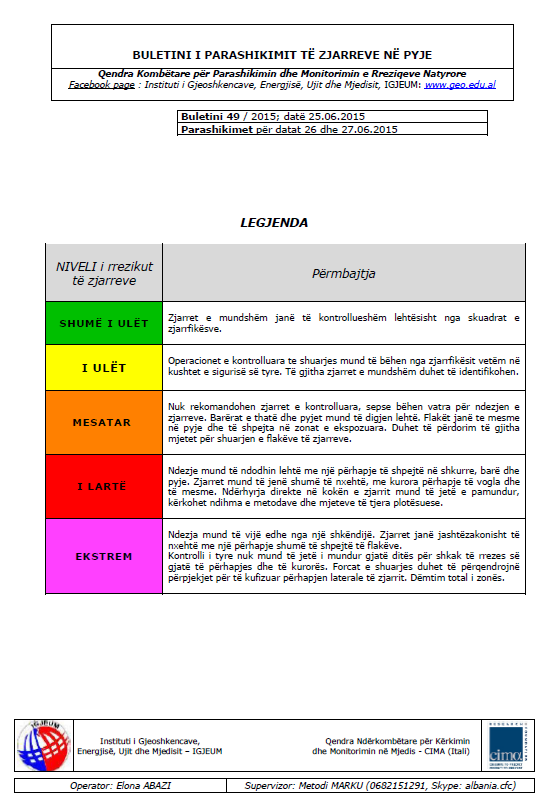 BULETINI I PARASHIKIMIT TË ZJARREVE NË PYJE
Qendra Kombëtare për Parashikimin dhe Monitorimin e Rreziqeve Natyrore
Facebook page : Instituti i Gjeoshkencave, Energjisë, Ujit dhe Mjedisit, IGJEUM: www.geo.edu.al
Buletini 49 / 2015; datë 25.06.2015
Parashikimet për datat 26 dhe 27.06.2015
LEGJENDA
NIVELI i rrezikut
të zjarreve
Përmbajtja
SHUMË I ULËT
Zjarret e mundshëm janë të kontrollueshëm lehtësisht nga skuadrat e
zjarrfikësve.
I ULËT
Operacionet e kontrolluara te shuarjes mund të bëhen nga zjarrfikësit vetëm në
kushtet e sigurisë së tyre. Të gjitha zjarret e mundshëm duhet të identifikohen.
MESATAR
Nuk rekomandohen zjarret e kontrolluara, sepse bëhen vatra për ndezjen e
zjarreve. Barërat e thatë dhe pyjet mund të digjen lehtë. Flakët janë te mesme
në pyje dhe të shpejta në zonat e ekspozuara. Duhet të përdorim të gjitha
mjetet për shuarjen e flakëve të zjarreve.
I LARTË
Ndezje mund të ndodhin lehtë me një përhapje të shpejtë në shkurre, barë dhe
pyje. Zjarret mund të jenë shumë të nxehtë, me kurora përhapje të vogla dhe
të mesme. Ndërhyrja direkte në kokën e zjarrit mund të jetë e pamundur,
kërkohet ndihma e metodave dhe mjeteve të tjera plotësuese.
EKSTREM
Ndezja mund të vijë edhe nga një shkëndijë. Zjarret janë jashtëzakonisht të
nxehtë me një përhapje shumë të shpejtë të flakëve.
Kontrolli i tyre nuk mund të jetë i mundur gjatë ditës për shkak të rrezes së
gjatë të përhapjes dhe të kurorës. Forcat e shuarjes duhet të përqendrojnë
përpjekjet për të kufizuar përhapjen laterale të zjarrit. Dëmtim total i zonës.
IGJEUM
Instituti i Gjeoshkencave,
Energjisë, Ujit dhe Mjedisit – IGJEUM
Qendra Ndërkombëtare për Kërkimin
dhe Monitorimin në Mjedis - CIMA (Itali)
cima
Operator: Elona ABAZI
Supervizor: Metodi MARKU (0682151291, Skype: albania.cfc)